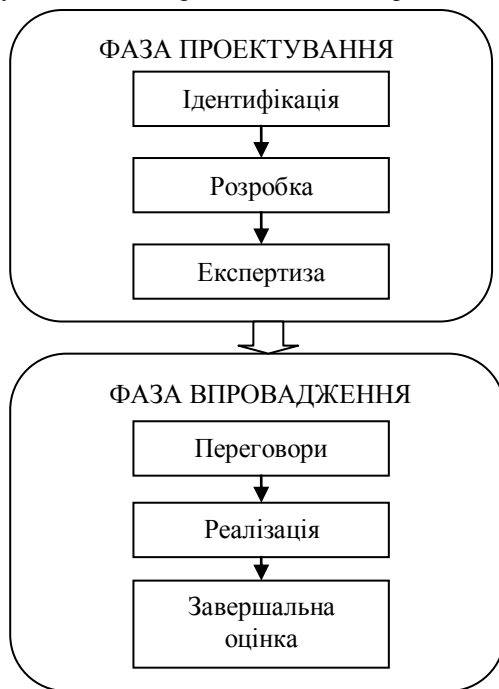 ФАЗА ПРОЕКТУВАННЯ
Ідентифікація
Розробка
Експертиза
ФАЗА ВПРОВАДЖЕННЯ
Переговори
Реалізація
Завершальна
оцінка